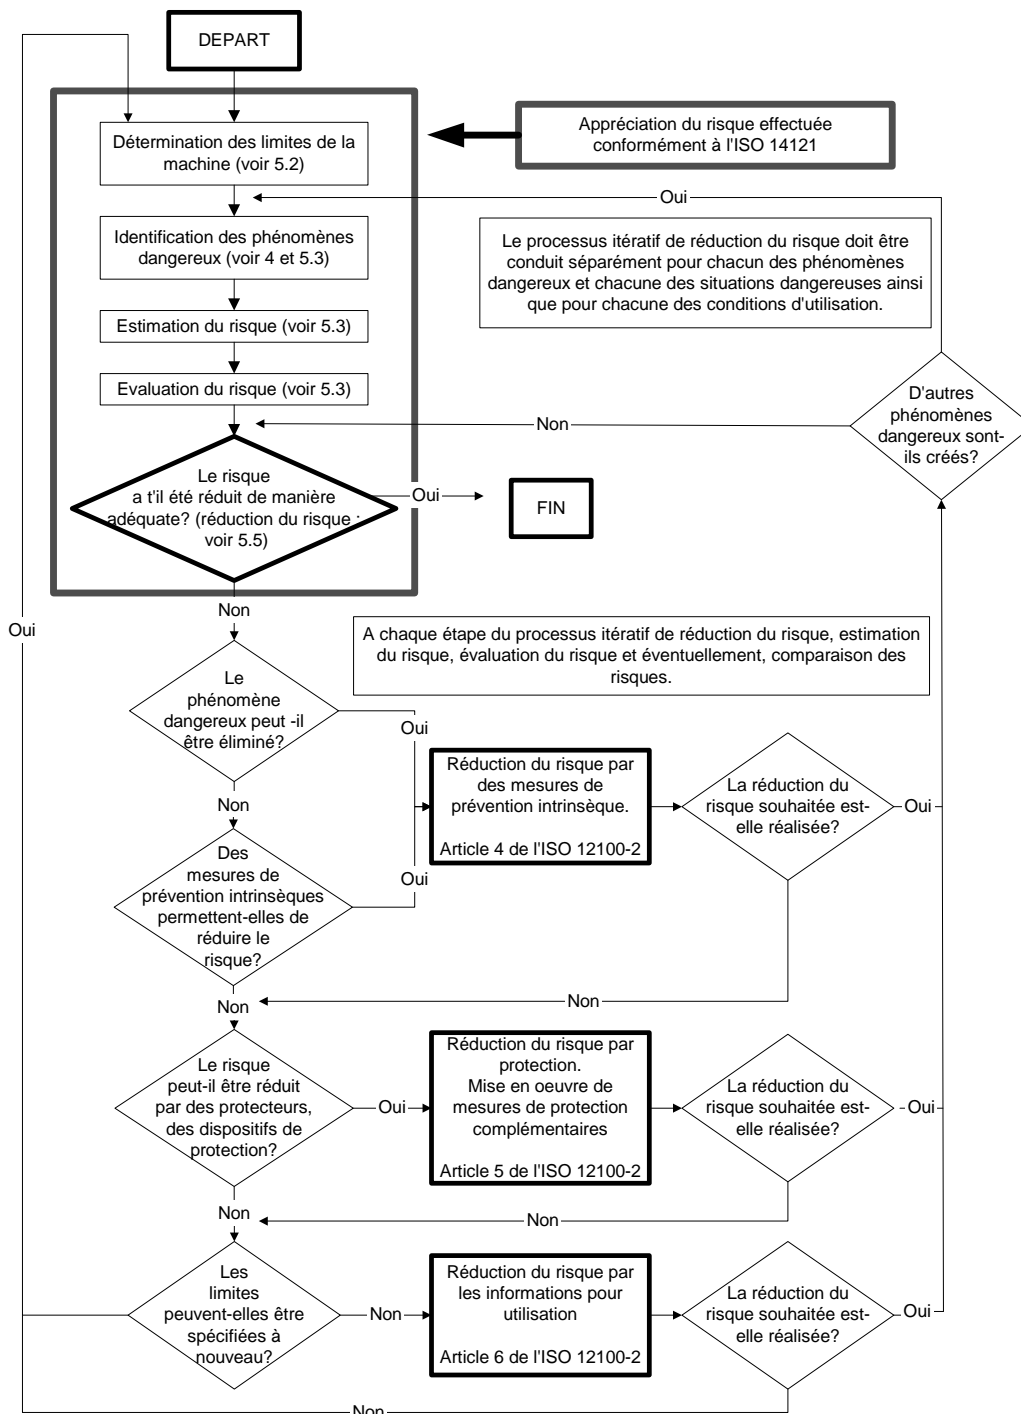 DEPART
Détermination des limites de la
machine (voir 5.2)
Appréciation du risque effectuée
conformément à l'ISO 14121
Oui
Identification des phénomènes
dangereux (voir 4 et 5.3)
Le processus itératif de réduction du risque doit être
conduit séparément pour chacun des phénomènes
dangereux et chacune des situations dangereuses ainsi
que pour chacune des conditions d'utilisation.
Estimation du risque (voir 5.3)
Evaluation du risque (voir 5.3)
D'autres
phénomènes
dangereux sont-
ils créés?
Non
Le risque
a t'il été réduit de manière
adéquate? (réduction du risque :
voir 5.5)
Oui
FIN
Non
Oui
A chaque étape du processus itératif de réduction du risque, estimation
du risque, évaluation du risque et éventuellement, comparaison des
risques.
Le
phénomène
dangereux peut -il
être éliminé?
Oui
Non
Réduction du risque par
des mesures de
prévention intrinsèque.
Article 4 de l'ISO 12100-2
La réduction du
risque souhaitée est-
elle réalisée?
Oui
Des
mesures de
prévention intrinsèques
permettent-elles de
réduire le
risque?
Oui
Non
Non
Le risque
peut-il être réduit
par des protecteurs,
des dispositifs de
protection?
Oui
Réduction du risque par
protection.
Mise en oeuvre de
mesures de protection
complémentaires
Article 5 de l'ISO 12100-2
La réduction du
risque souhaitée est-
elle réalisée?
Oui
Non
Non
Les
limites
peuvent-elles être
spécifiées à
nouveau?
Non
Réduction du risque par
les informations pour
utilisation
Article 6 de l'ISO 12100-2
La réduction du
risque souhaitée est-
elle réalisée?
Oui
Non